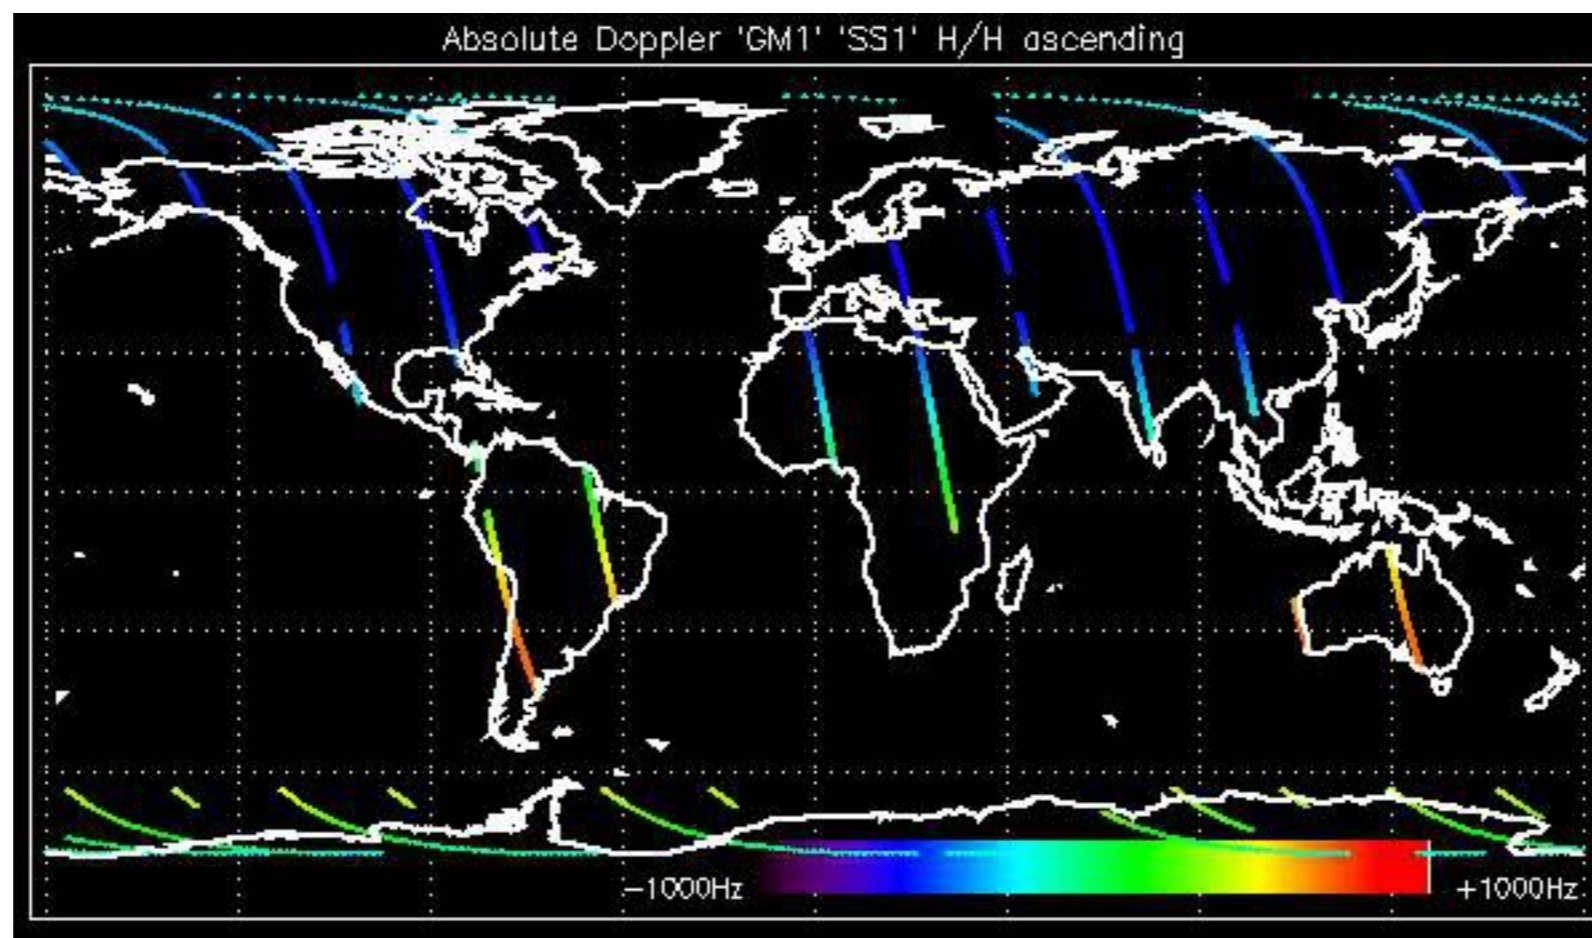 Absolute Doppler 'GM1' 'SS1' H/H ascending
−1000Hz
+1000Hz